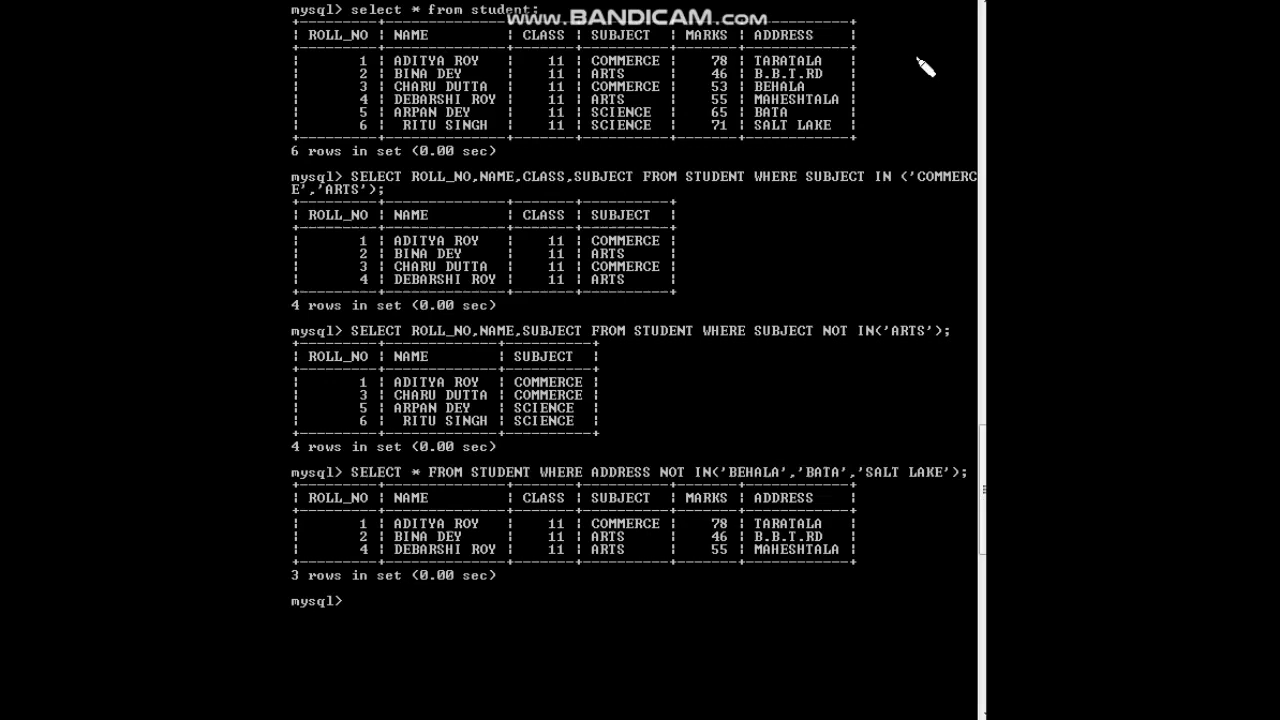 mysql> select * from student;
www.BANDICAM.com
ROLL_NO | NAME | CLASS | SUBJECT | MARKS | ADDRESS
1 | ADITYA ROY | 11 | COMMERCE | 78 | TARATALA
2 | BINA DEY | 11 | ARTS | 46 | B.B.T.RD
3 | CHARU DUTTA | 11 | COMMERCE | 53 | BEHALA
4 | DEBARSHI ROY | 11 | ARTS | 55 | MAHESHTALA
5 | ARPAN DEY | 11 | SCIENCE | 65 | BATA
6 | RITU SINGH | 11 | SCIENCE | 71 | SALT LAKE
6 rows in set (0.00 sec)
mysql> SELECT ROLL_NO,NAME,CLASS,SUBJECT FROM STUDENT WHERE SUBJECT IN ('COMMERC
E','ARTS');
ROLL_NO | NAME | CLASS | SUBJECT
1 | ADITYA ROY | 11 | COMMERCE
2 | BINA DEY | 11 | ARTS
3 | CHARU DUTTA | 11 | COMMERCE
4 | DEBARSHI ROY | 11 | ARTS
4 rows in set (0.00 sec)
mysql> SELECT ROLL_NO,NAME,SUBJECT FROM STUDENT WHERE SUBJECT NOT IN('ARTS');
ROLL_NO | NAME | SUBJECT
1 | ADITYA ROY | COMMERCE
3 | CHARU DUTTA | COMMERCE
5 | ARPAN DEY | SCIENCE
6 | RITU SINGH | SCIENCE
4 rows in set (0.00 sec)
mysql> SELECT * FROM STUDENT WHERE ADDRESS NOT IN('BEHALA','BATA','SALT LAKE');
ROLL_NO | NAME | CLASS | SUBJECT | MARKS | ADDRESS
1 | ADITYA ROY | 11 | COMMERCE | 78 | TARATALA
2 | BINA DEY | 11 | ARTS | 46 | B.B.T.RD
4 | DEBARSHI ROY | 11 | ARTS | 55 | MAHESHTALA
3 rows in set (0.00 sec)
mysql>